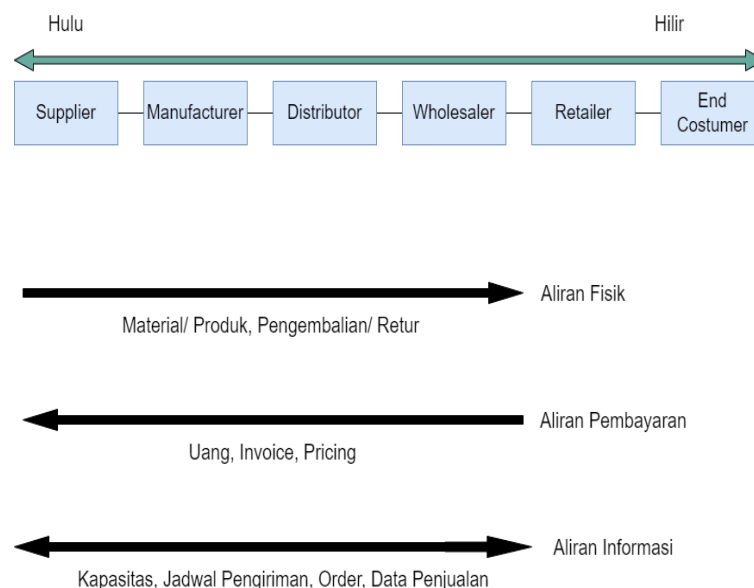 Hulu
Hilir
Supplier
Manufacturer
Distributor
Wholesaler
Retailer
End
Costumer
Aliran Fisik
Material/ Produk, Pengembalian/ Retur
Aliran Pembayaran
Uang, Invoice, Pricing
Aliran Informasi
Kapasitas, Jadwal Pengiriman, Order, Data Penjualan